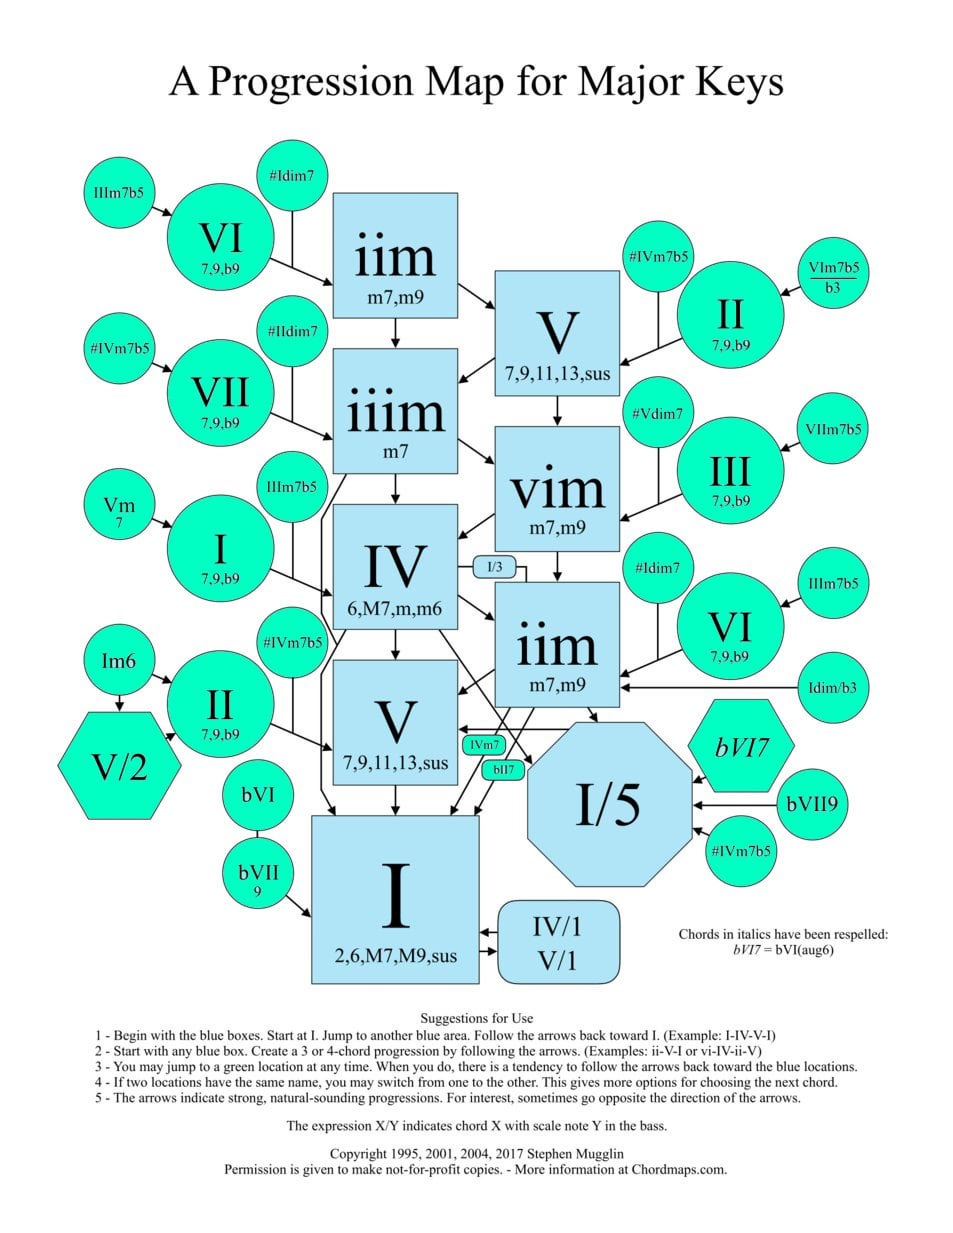 A Progression Map for Major Keys
#Idim7
IIIm7b5
VI
7,9,b9
iim
m7,m9
#IVm7b5
VIm7b5
b3
II
7,9,b9
V
7,9,11,13,sus
#IIdim7
#IVm7b5
VII
7,9,b9
iiim
m7
#Vdim7
VIIm7b5
III
7,9,b9
vim
m7,m9
IIIm7b5
Vm
7
I
7,9,b9
IV
6,M7,m,m6
I/3
#Idim7
IIIm7b5
VI
7,9,b9
iim
m7,m9
#IVm7b5
Im6
II
7,9,b9
V/2
V
7,9,11,13,sus
Idim/b3
IVm7
bII7
bVI7
I/5
bVII9
#IVm7b5
bVI
bVII
9
I
2,6,M7,M9,sus
IV/1
V/1
Chords in italics have been respelled:
bVI7 = bVI(aug6)
Suggestions for Use
1 - Begin with the blue boxes. Start at I. Jump to another blue area. Follow the arrows back toward I. (Example: I-IV-V-I)
2 - Start with any blue box. Create a 3 or 4-chord progression by following the arrows. (Examples: ii-V-I or vi-IV-ii-V)
3 - You may jump to a green location at any time. When you do, there is a tendency to follow the arrows back toward the blue locations.
4 - If two locations have the same name, you may switch from one to the other. This gives more options for choosing the next chord.
5 - The arrows indicate strong, natural-sounding progressions. For interest, sometimes go opposite the direction of the arrows.
The expression X/Y indicates chord X with scale note Y in the bass.
Copyright 1995, 2001, 2004, 2017 Stephen Mugglin
Permission is given to make not-for-profit copies. - More information at Chordmaps.com.